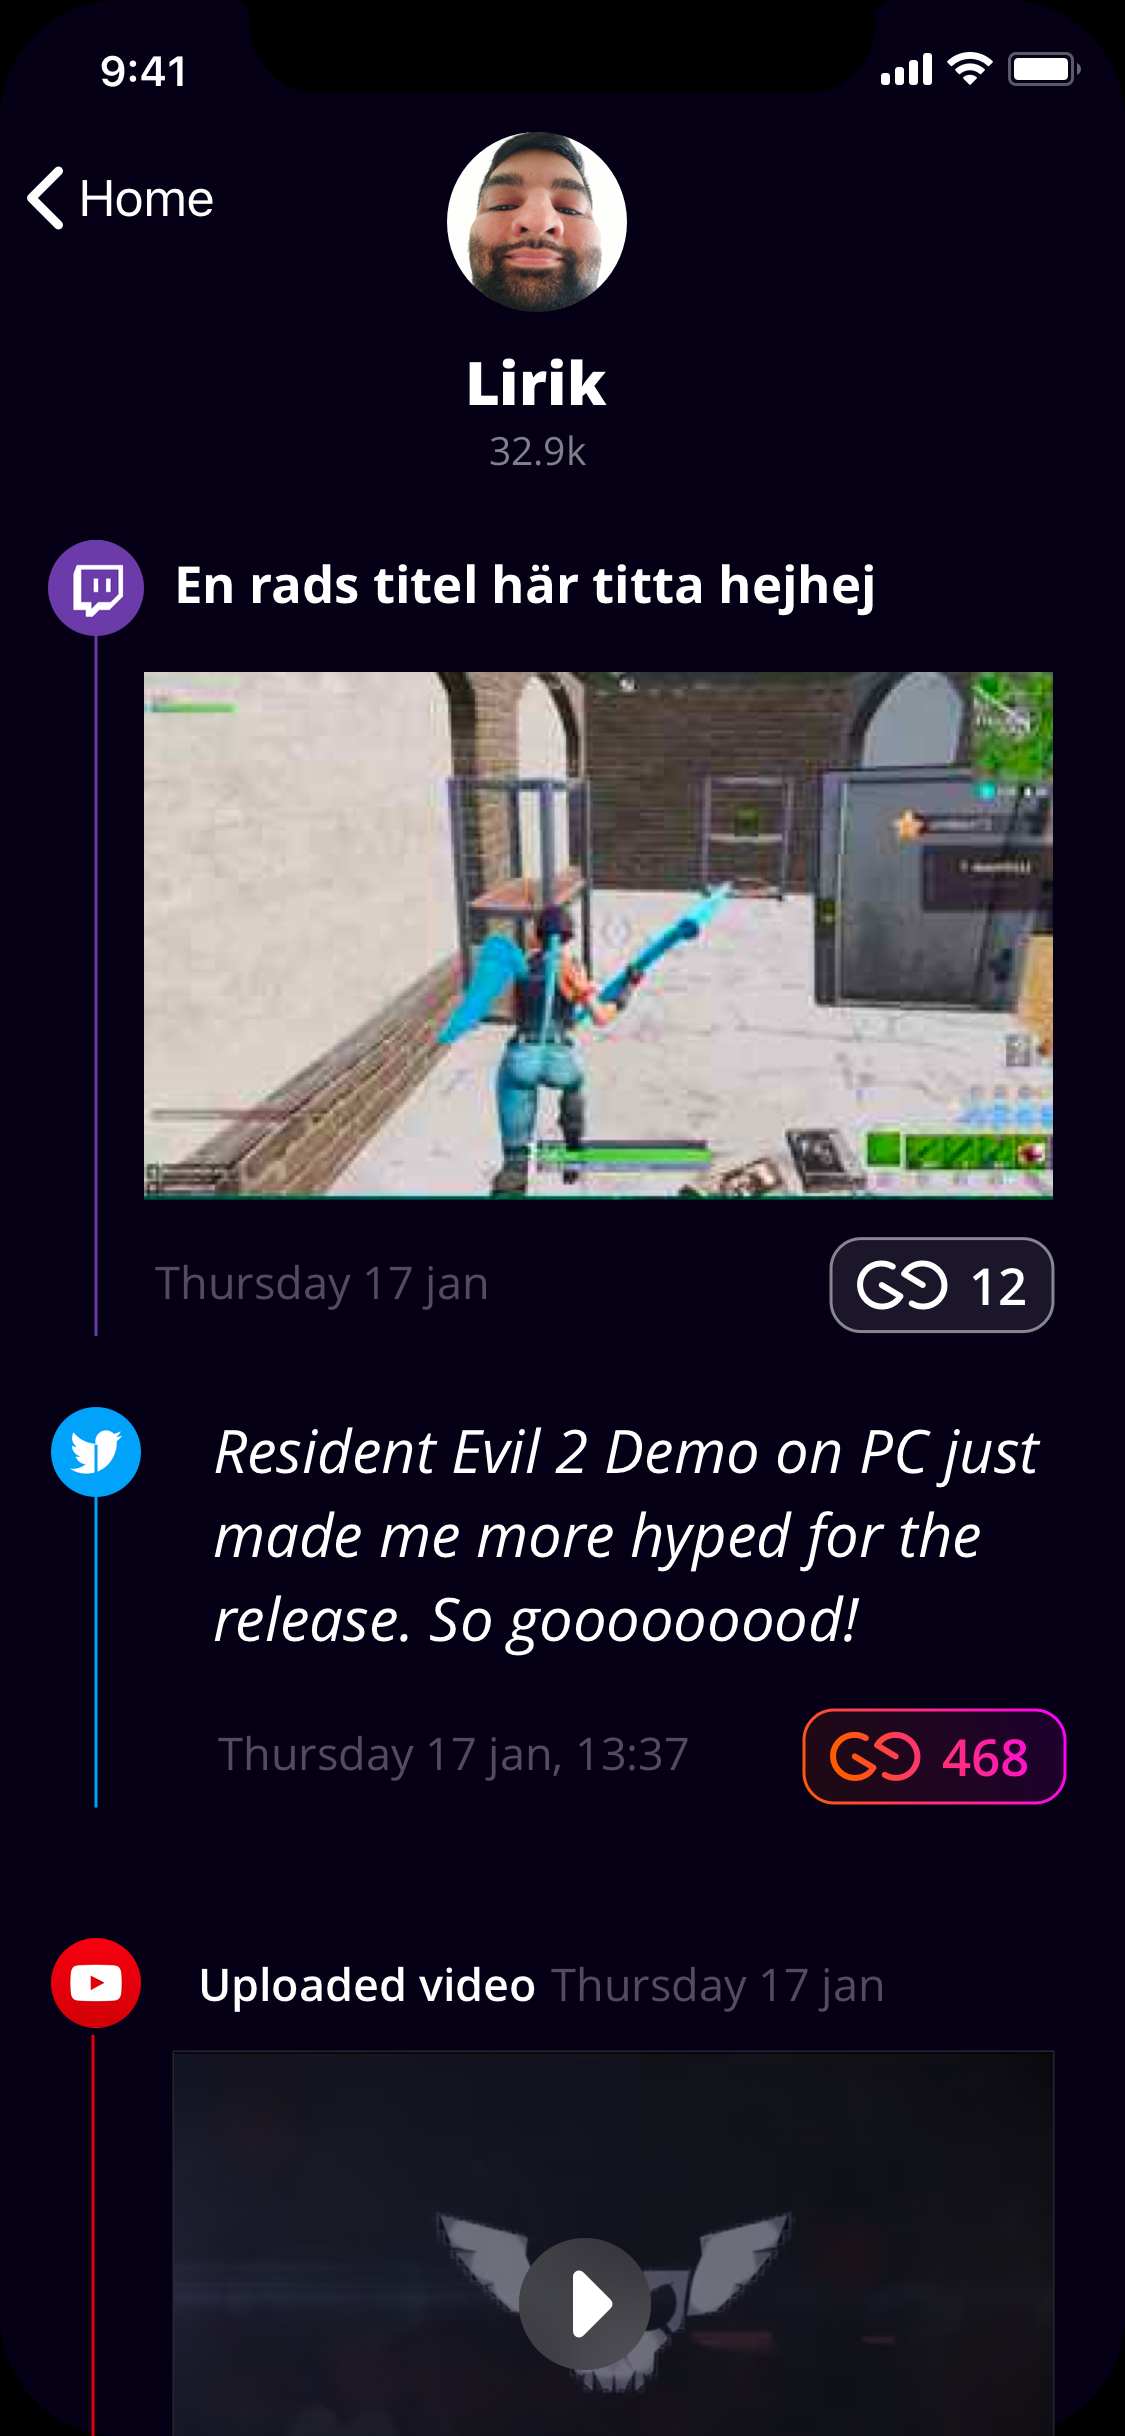 9:41
Home
Lirik
32.9k
En rads titel här titta hejhej
Thursday 17 jan
12
Resident Evil 2 Demo on PC just
made me more hyped for the
release. So goooooooood!
Thursday 17 jan, 13:37
468
Uploaded video Thursday 17 jan